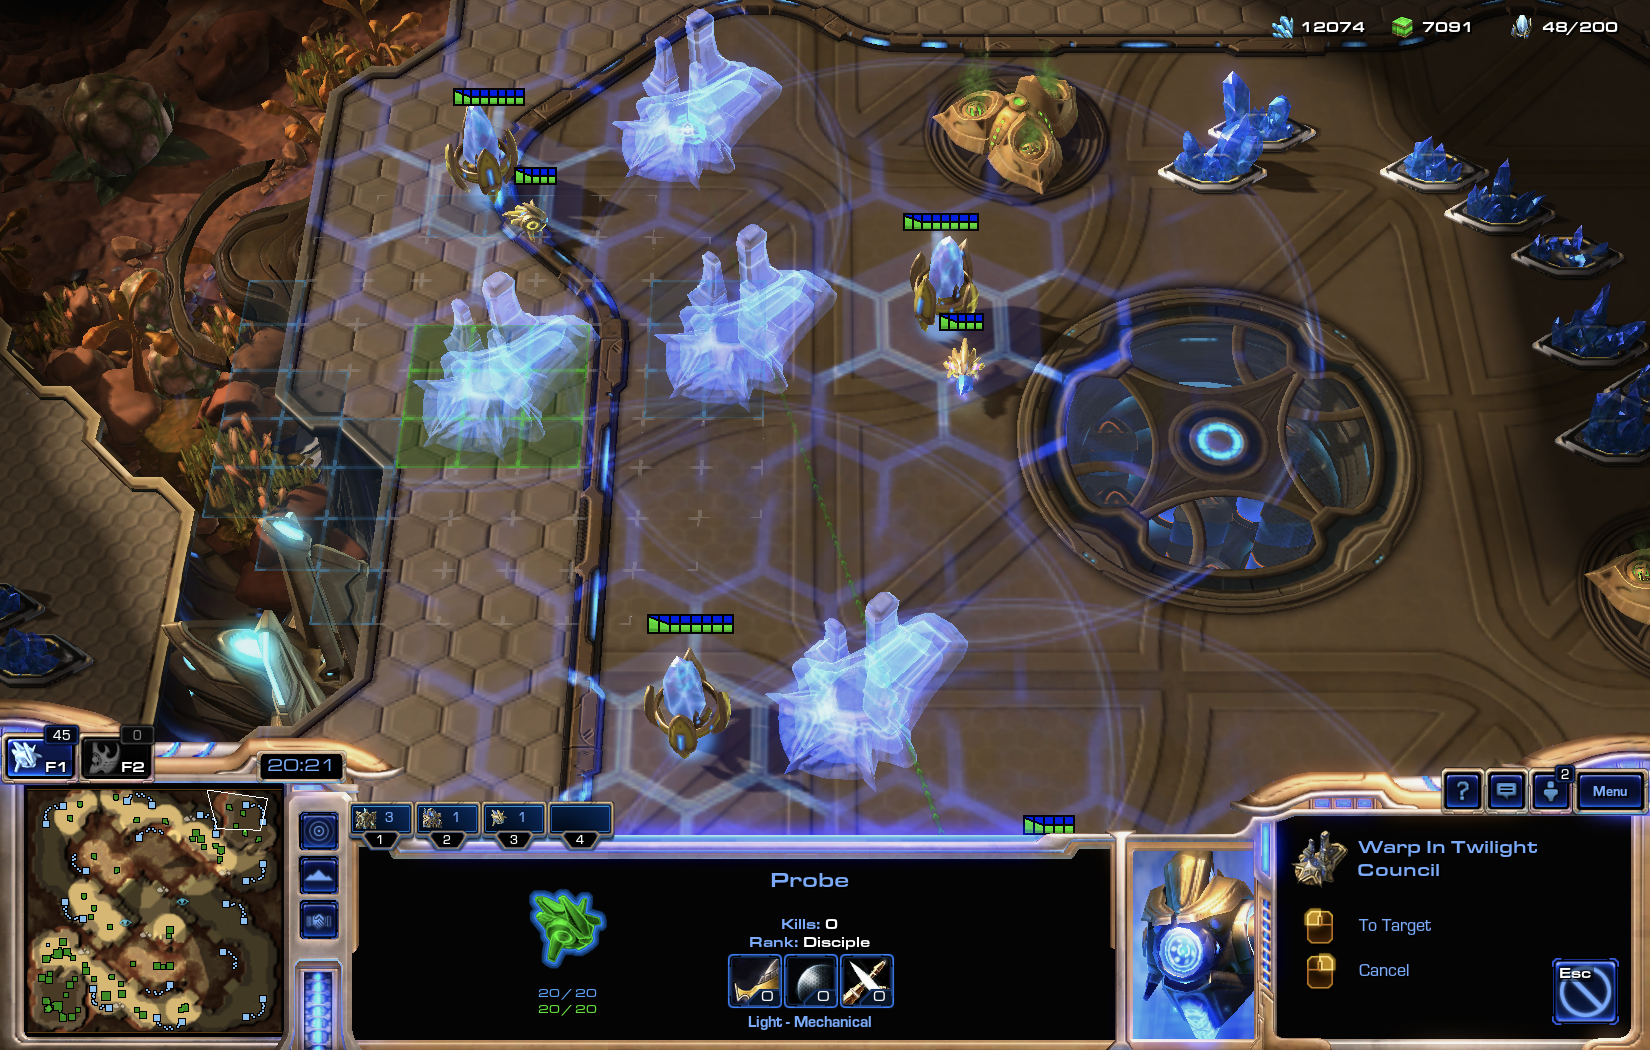 12074 7091 48/200
45 0
F1 F2
20:21
3 1 1
1 2 3 4
2
? Menu
Probe
Kills: 0
Rank: Disciple
0 0 0
20/20
20/20
Light - Mechanical
Warp In Twilight
Council
To Target
Cancel
Esc